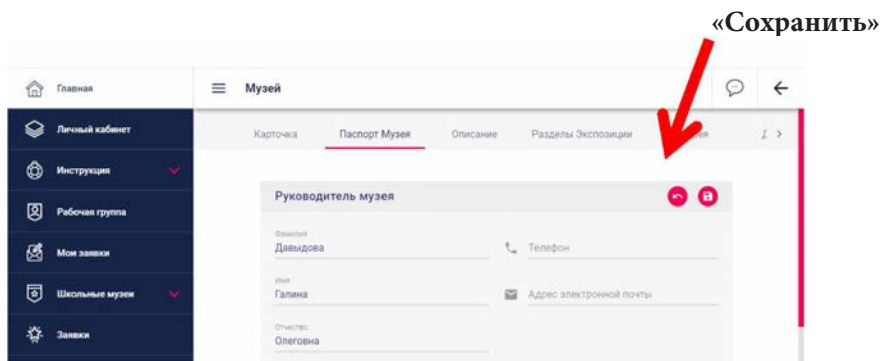 «Сохранить»
Главная
Музей
Личный кабинет
Карточка
Паспорт Музея
Описание
Разделы Экспозиции
Инструкция
Руководитель музея
Рабочая группа
Фамилия
Давыдова
Телефон
Мои заявки
Имя
Галина
Адрес электронной почты
Школьные музеи
Отчество
Олеговна
Заявки